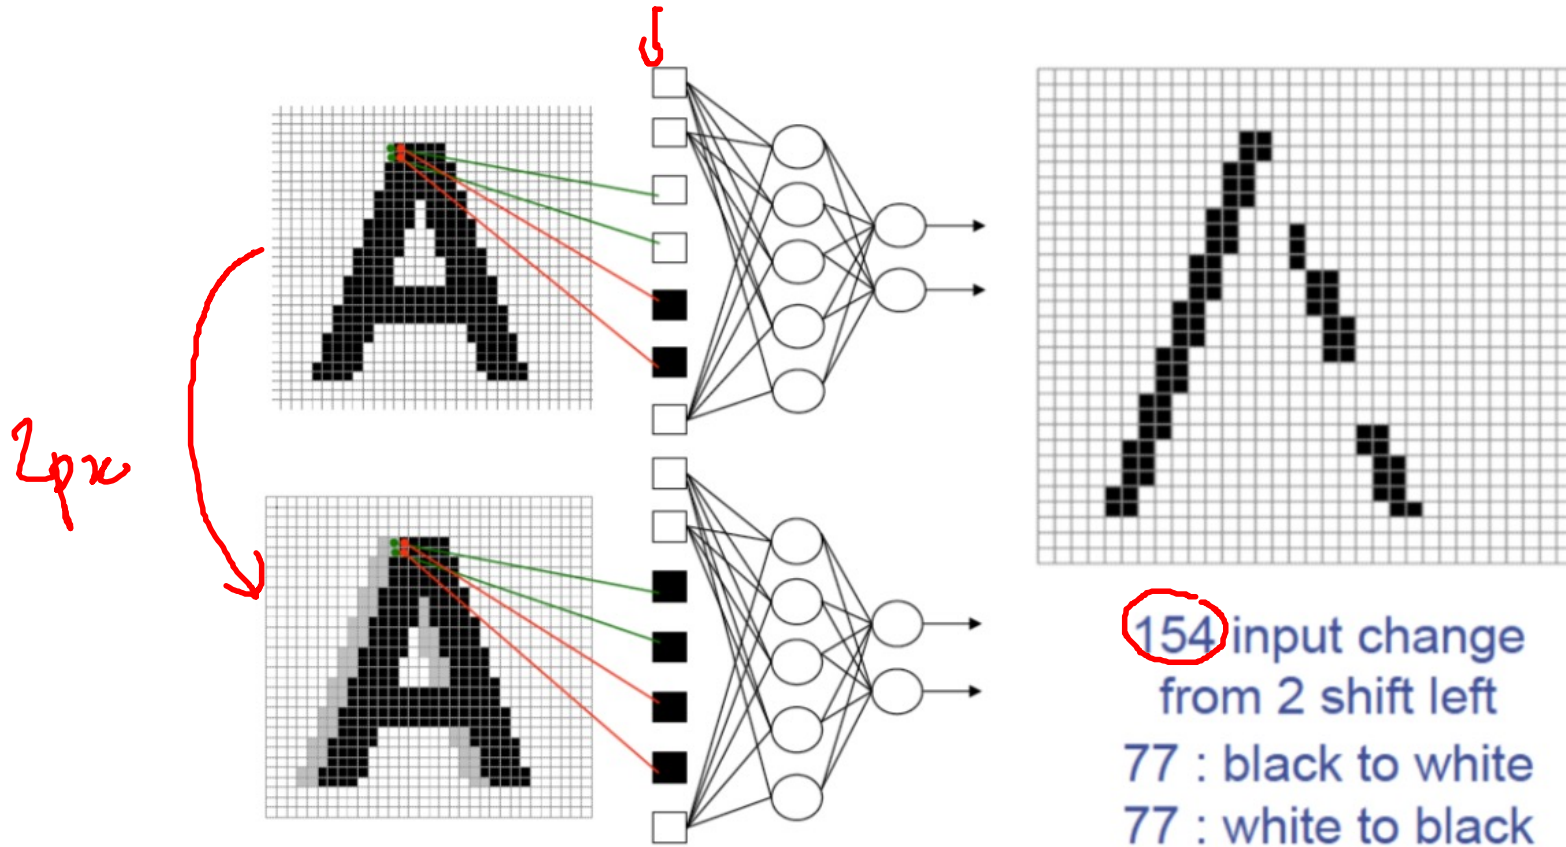 2px
154 input change
from 2 shift left
77 : black to white
77 : white to black